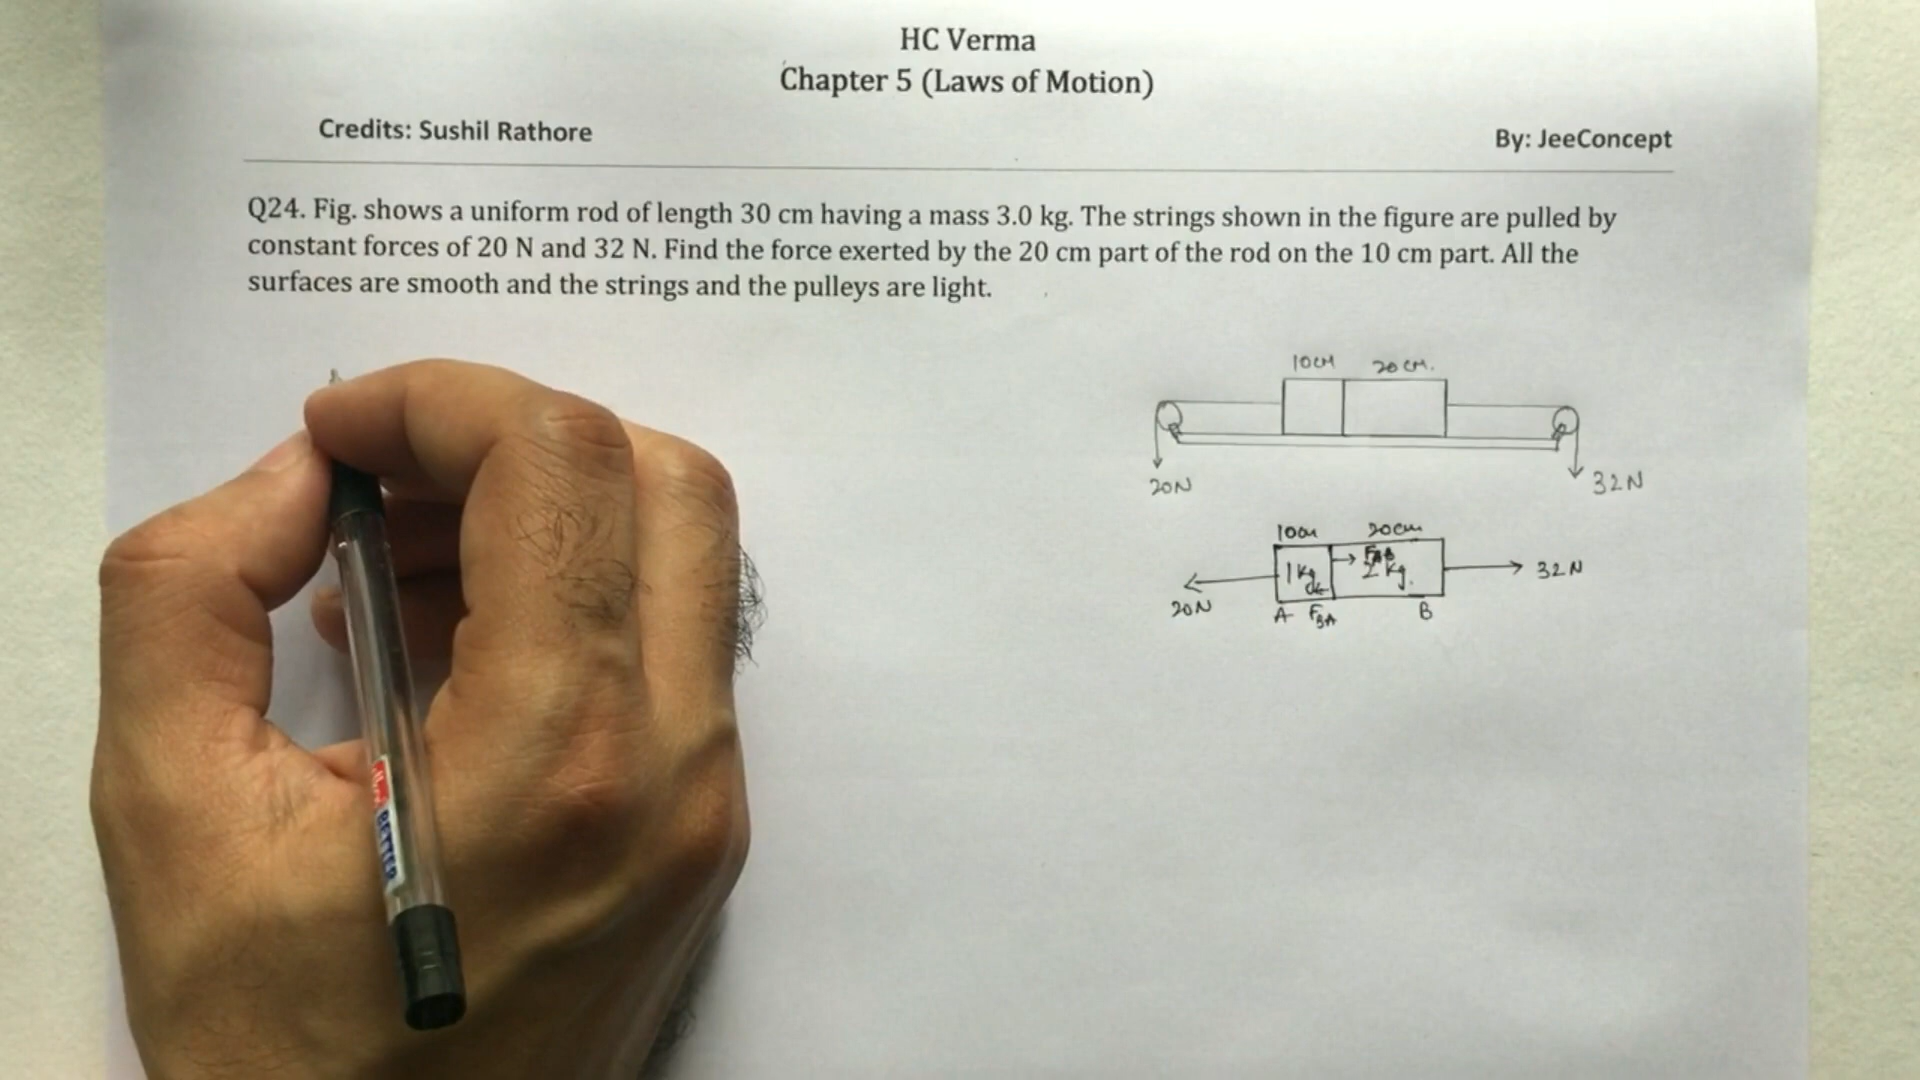 HC Verma
Chapter 5 (Laws of Motion)
Credits: Sushil Rathore
By: JeeConcept
Q24. Fig. shows a uniform rod of length 30 cm having a mass 3.0 kg. The strings shown in the figure are pulled by
constant forces of 20 N and 32 N. Find the force exerted by the 20 cm part of the rod on the 10 cm part. All the
surfaces are smooth and the strings and the pulleys are light.
10cm 20cm.
20N 32N
10cm 20cm
1kg 2kg.
20N 32N
A F_BA B
BETTER